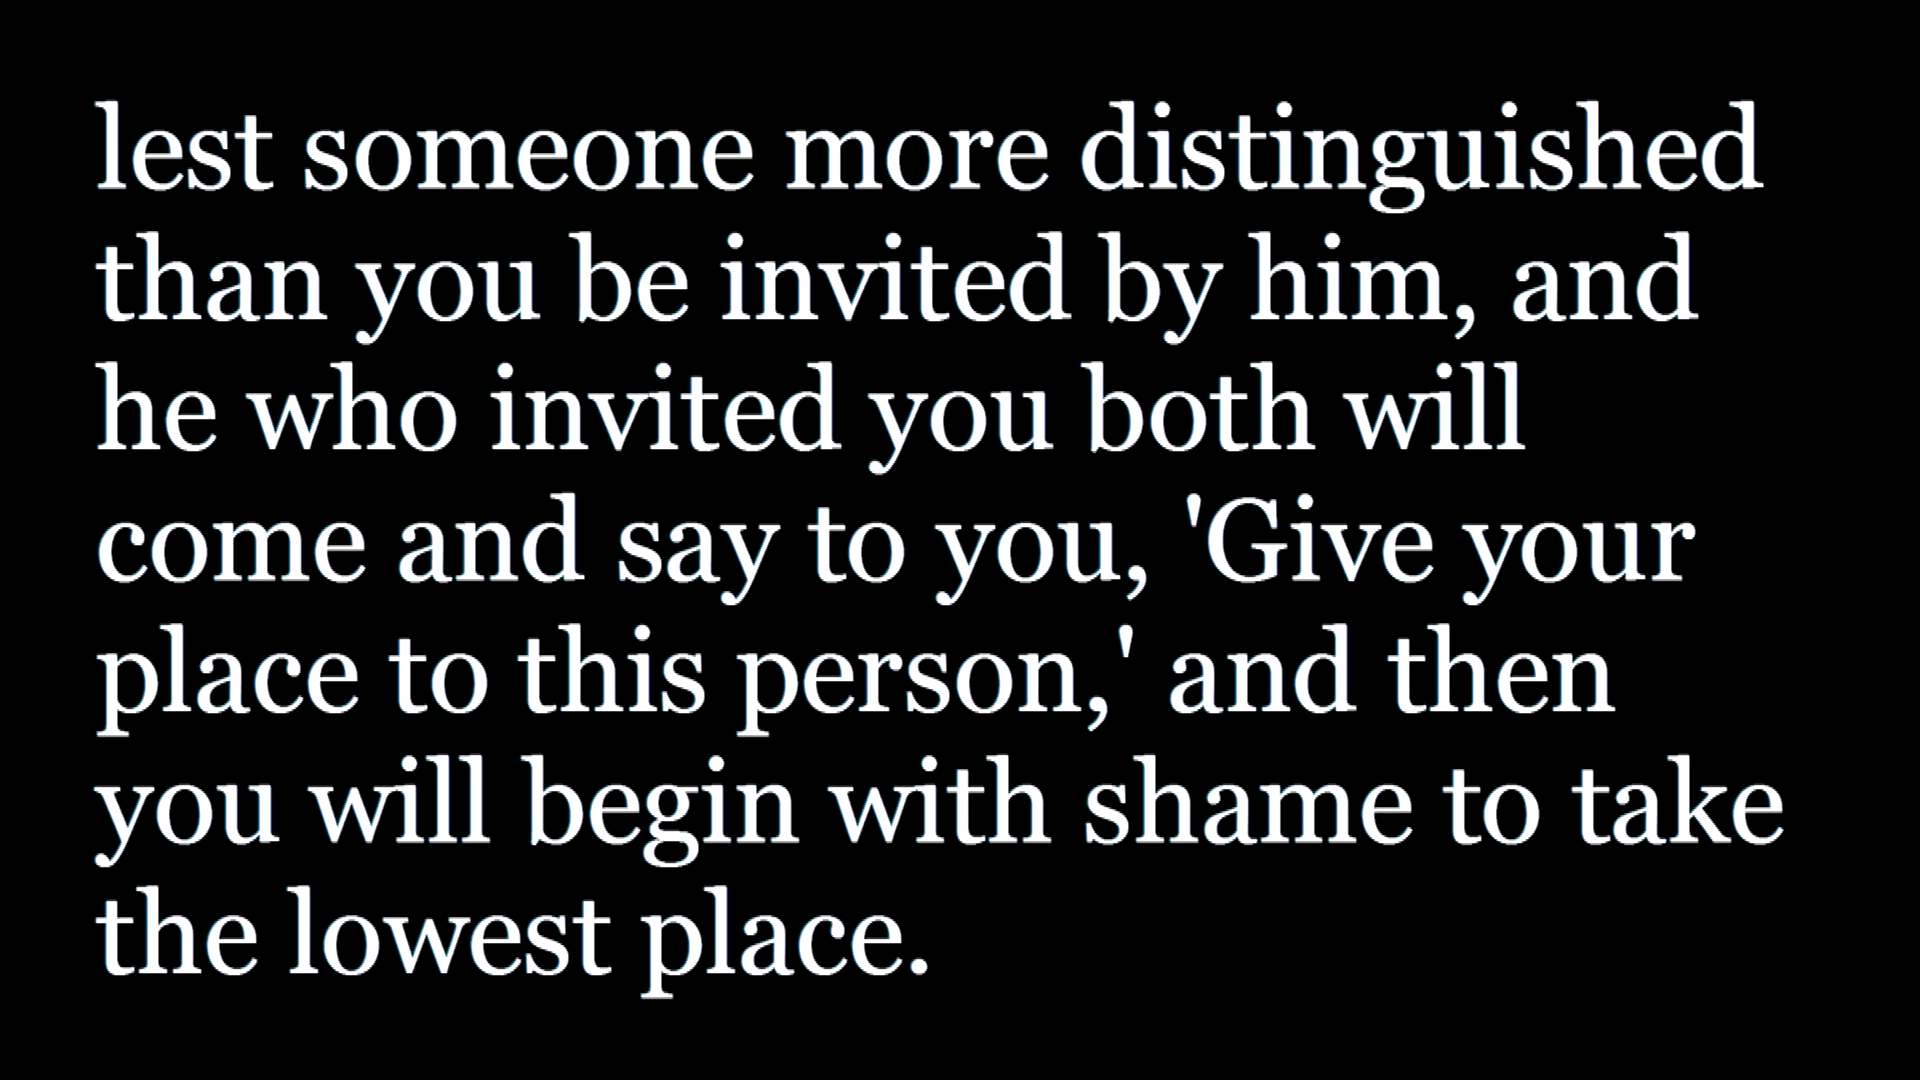 lest someone more distinguished
than you be invited by him, and
he who invited you both will
come and say to you, 'Give your
place to this person,' and then
you will begin with shame to take
the lowest place.